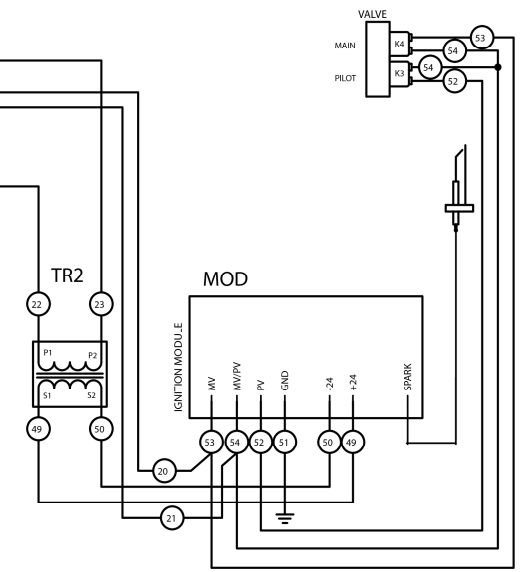 VALVE
53
MAIN
K4
54
54
PILOT
K3
52
TR2
MOD
22
23
P1
P2
S1
S2
IGNITION MODULE
MV
MV/PV
PV
GND
-24
+24
SPARK
49
50
53
54
52
51
50
49
20
21